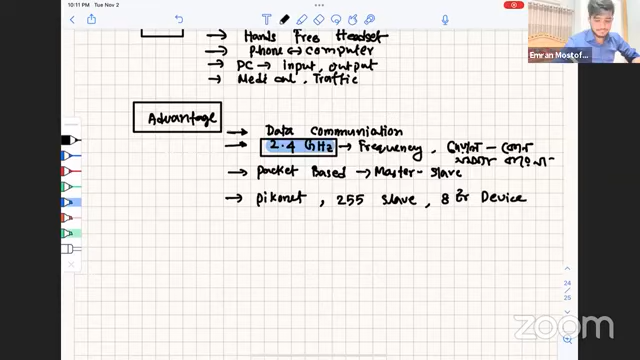 10:11 PM Tue Nov 2
→ Hands Free Headset
→ Phone ↔ Computer
→ PC → input, output
→ Medical, Traffic
Emran Mostof...
Advantage
→ Data Communiation
→ 2.4 GHz → Frequency,
→ Packet Based → Master-Slave
→ Pikonet, 255 Slave, 8 Device
24
25
zoom